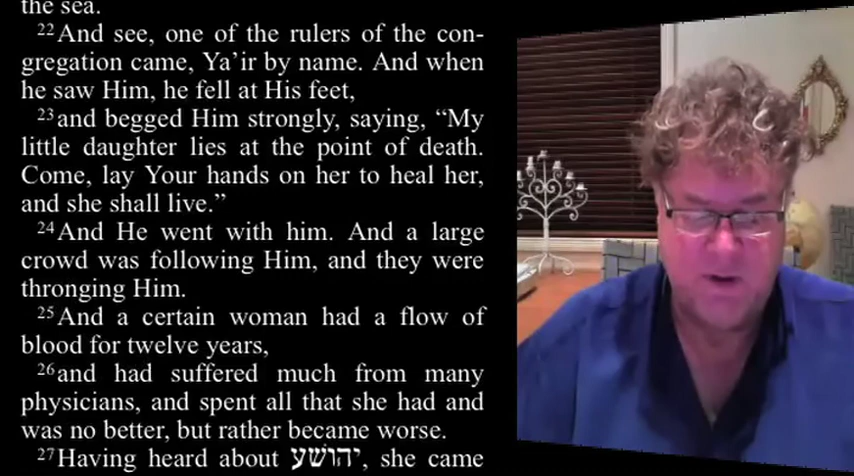 the sea.
²²And see, one of the rulers of the con-
gregation came, Ya’ir by name. And when
he saw Him, he fell at His feet,
²³and begged Him strongly, saying, “My
little daughter lies at the point of death.
Come, lay Your hands on her to heal her,
and she shall live.”
²⁴And He went with him. And a large
crowd was following Him, and they were
thronging Him.
²⁵And a certain woman had a flow of
blood for twelve years,
²⁶and had suffered much from many
physicians, and spent all that she had and
was no better, but rather became worse.
²⁷Having heard about יהושע, she came